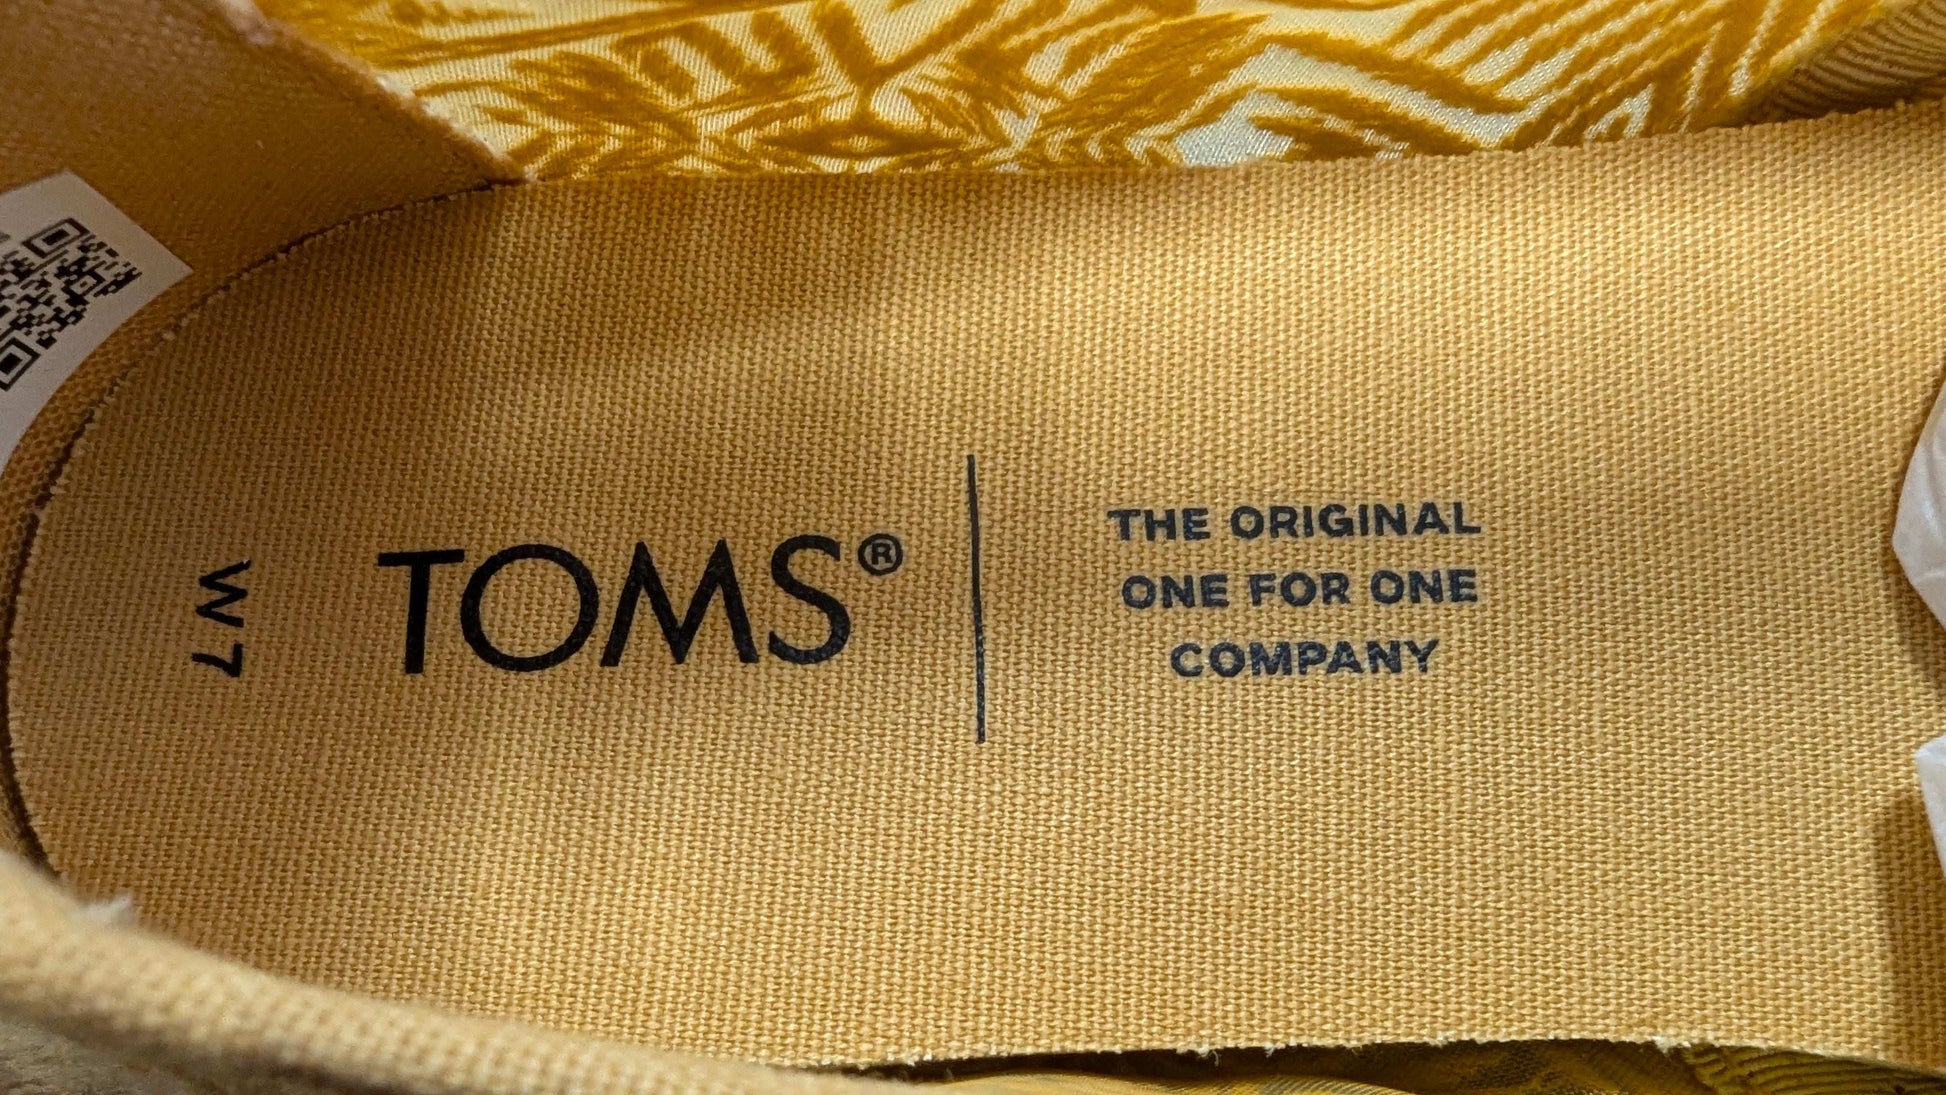 W7
TOMS®
THE ORIGINAL
ONE FOR ONE
COMPANY